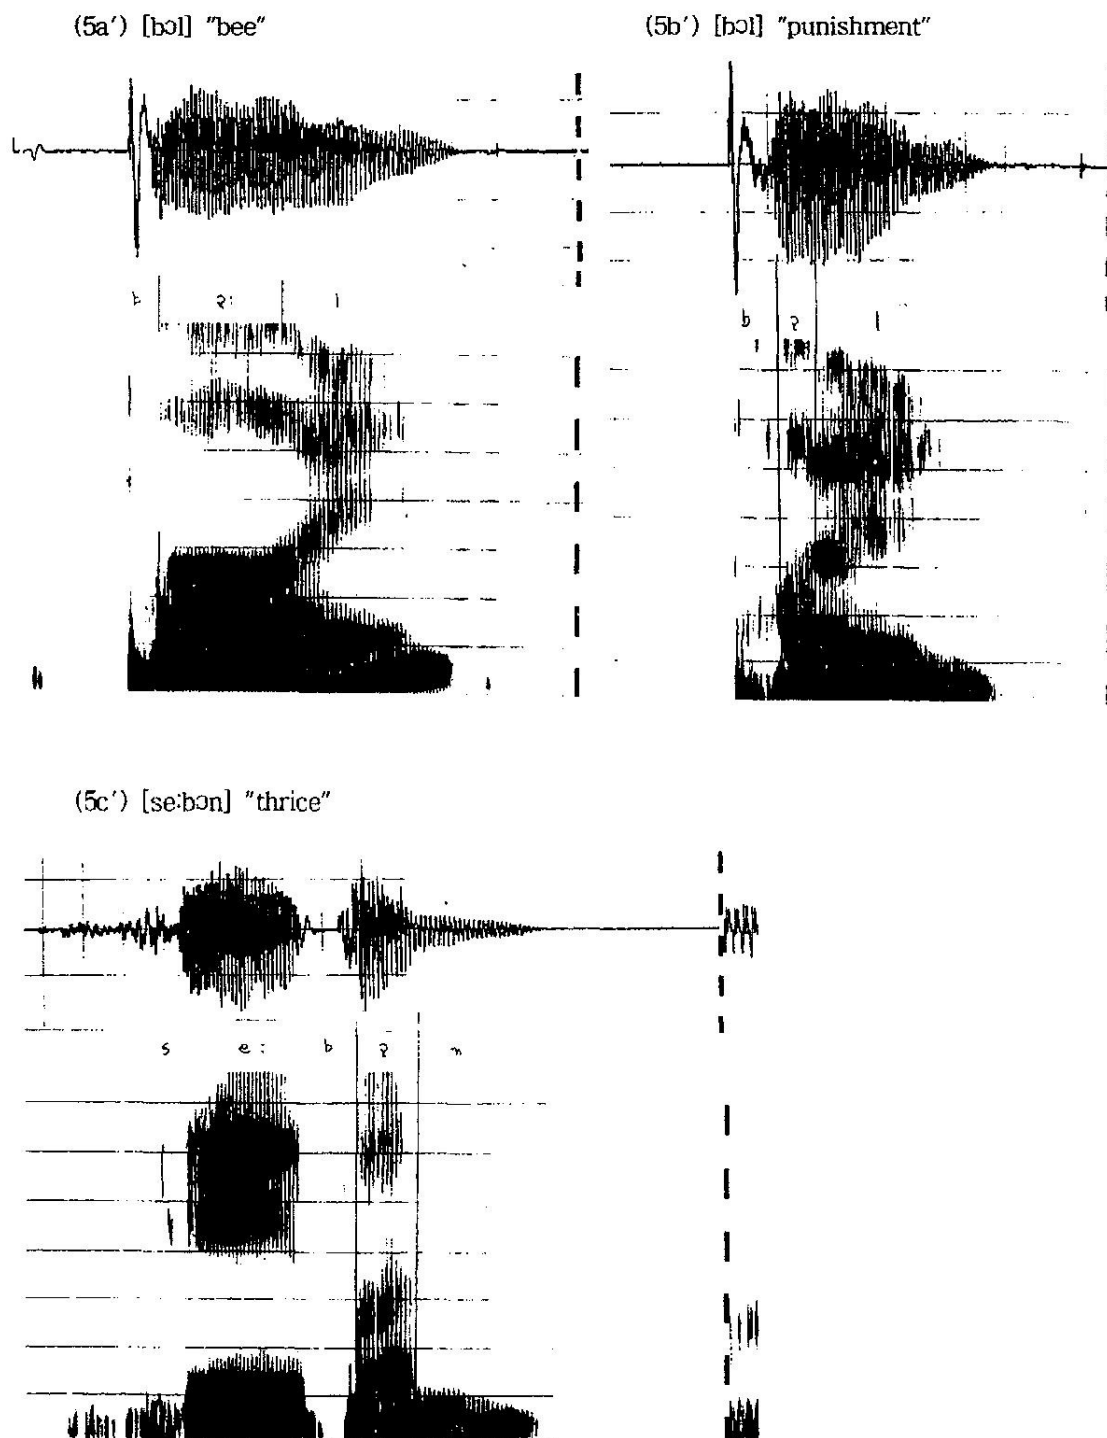 (5a′) [bɔl] "bee"
(5b′) [bɔl] "punishment"
b l
b l
(5c′) [se:bɔn] "thrice"
s e: b n